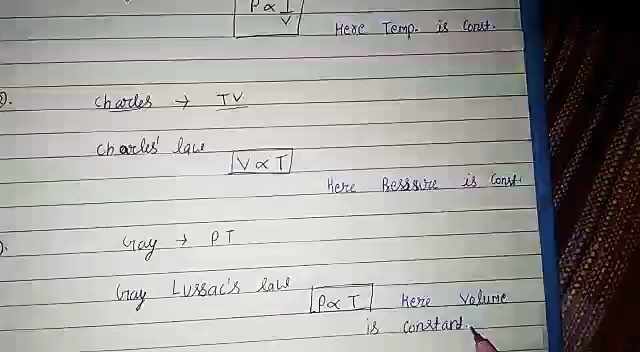 P ∝ 1/V
Here Temp. is Const.
Charles → TV
Charles' law
V ∝ T
Here Pressure is Const.
Gay → PT
Gay Lussac's law
P ∝ T Here Volume
is constant.